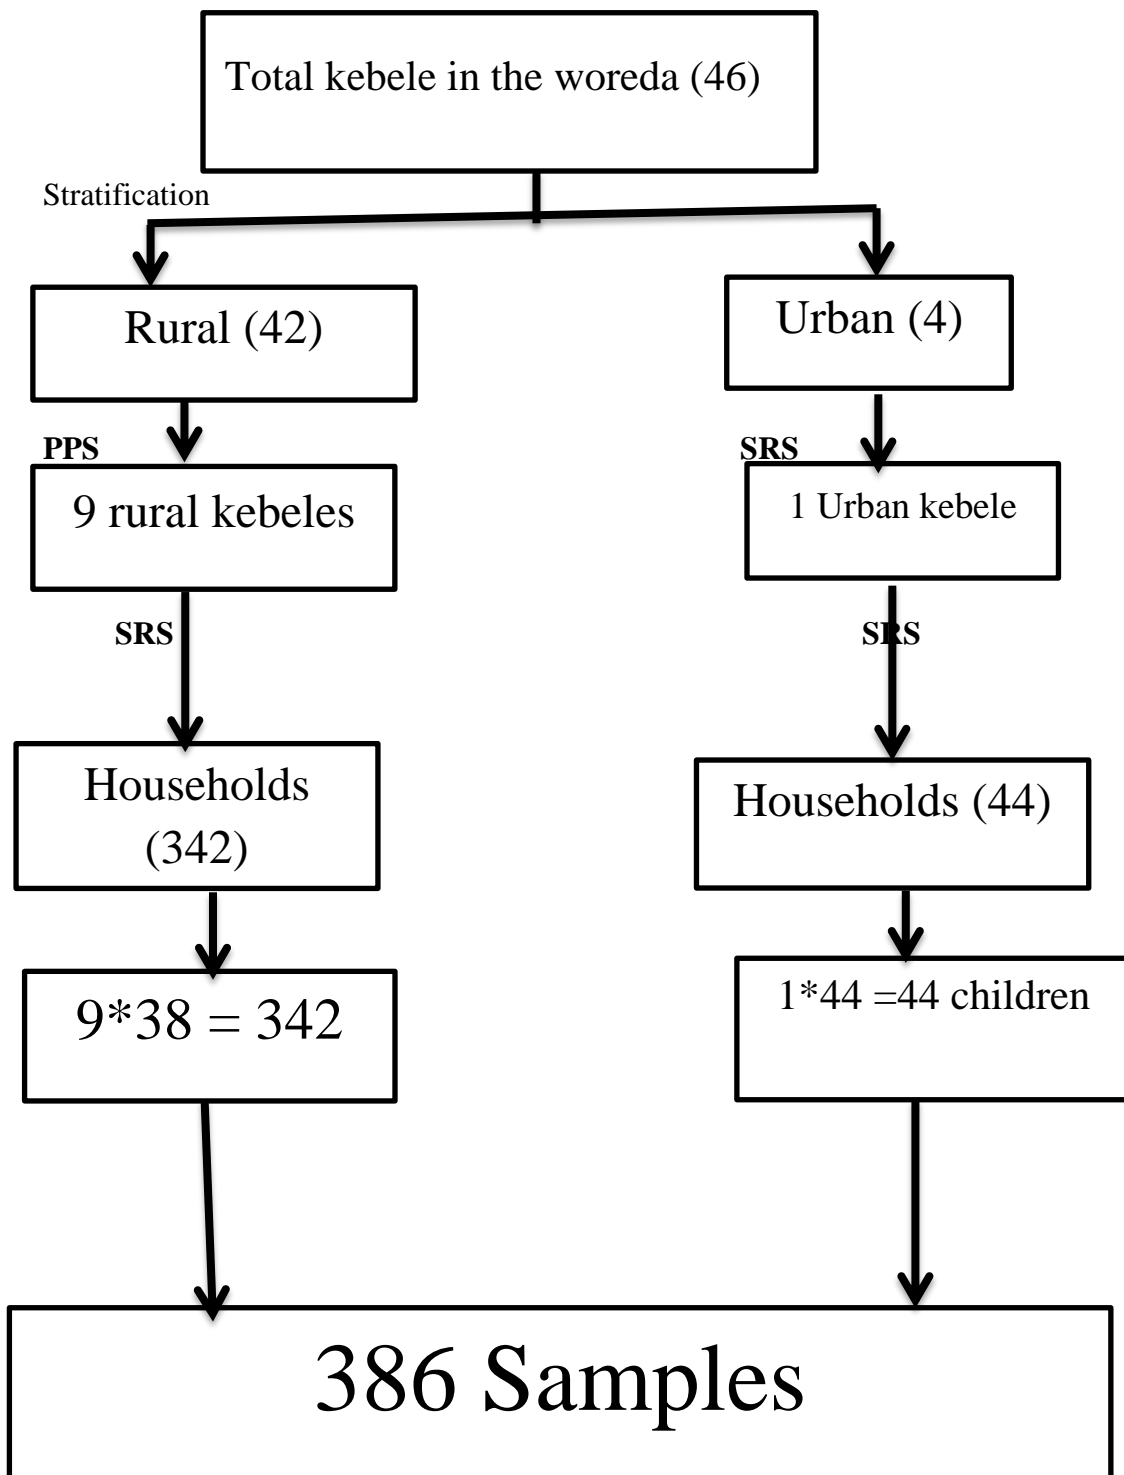 Total kebele in the woreda (46)
Stratification
Rural (42)
Urban (4)
PPS
SRS
9 rural kebeles
1 Urban kebele
SRS
SRS
Households
(342)
Households (44)
9*38 = 342
1*44 =44 children
386 Samples